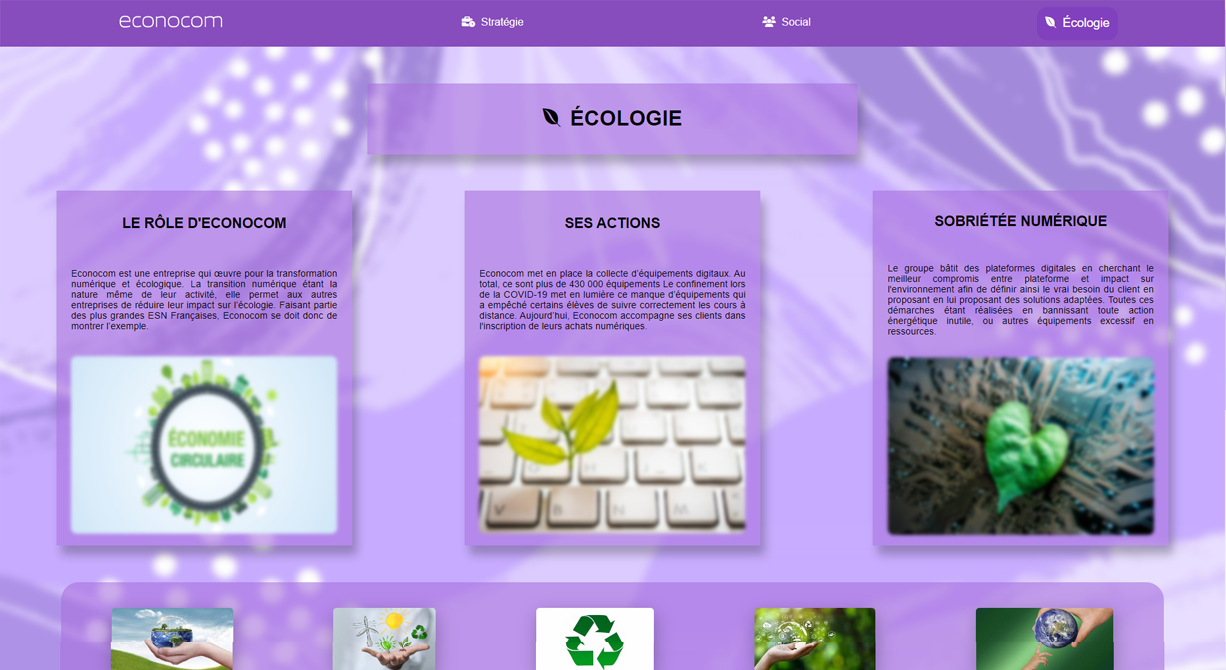 econocom
Stratégie
Social
Écologie
ÉCOLOGIE
LE RÔLE D'ECONOCOM
Econocom est une entreprise qui œuvre pour la transformation
numérique et écologique. La transition numérique étant la
nature même de leur activité, elle permet aux autres
entreprises de réduire leur impact sur l'écologie. Faisant partie
des plus grandes ESN Françaises, Econocom se doit donc de
montrer l'exemple.
ÉCONOMIE
CIRCULAIRE
SES ACTIONS
Econocom met en place la collecte d'équipements digitaux. Au
total, ce sont plus de 430 000 équipements Le confinement lors
de la COVID-19 met en lumière ce manque d'équipements qui
a empêché certains élèves de suivre correctement les cours à
distance. Aujourd'hui, Econocom accompagne ses clients dans
l'inscription de leurs achats numériques.
V B N M
SOBRIÉTÉE NUMÉRIQUE
Le groupe bâtit des plateformes digitales en cherchant le
meilleur compromis entre plateforme et impact sur
l'environnement afin de définir ainsi le vrai besoin du client en
proposant en lui proposant des solutions adaptées. Toutes ces
démarches étant réalisées en bannissant toute action
énergétique inutile, ou autres équipements excessif en
ressources.